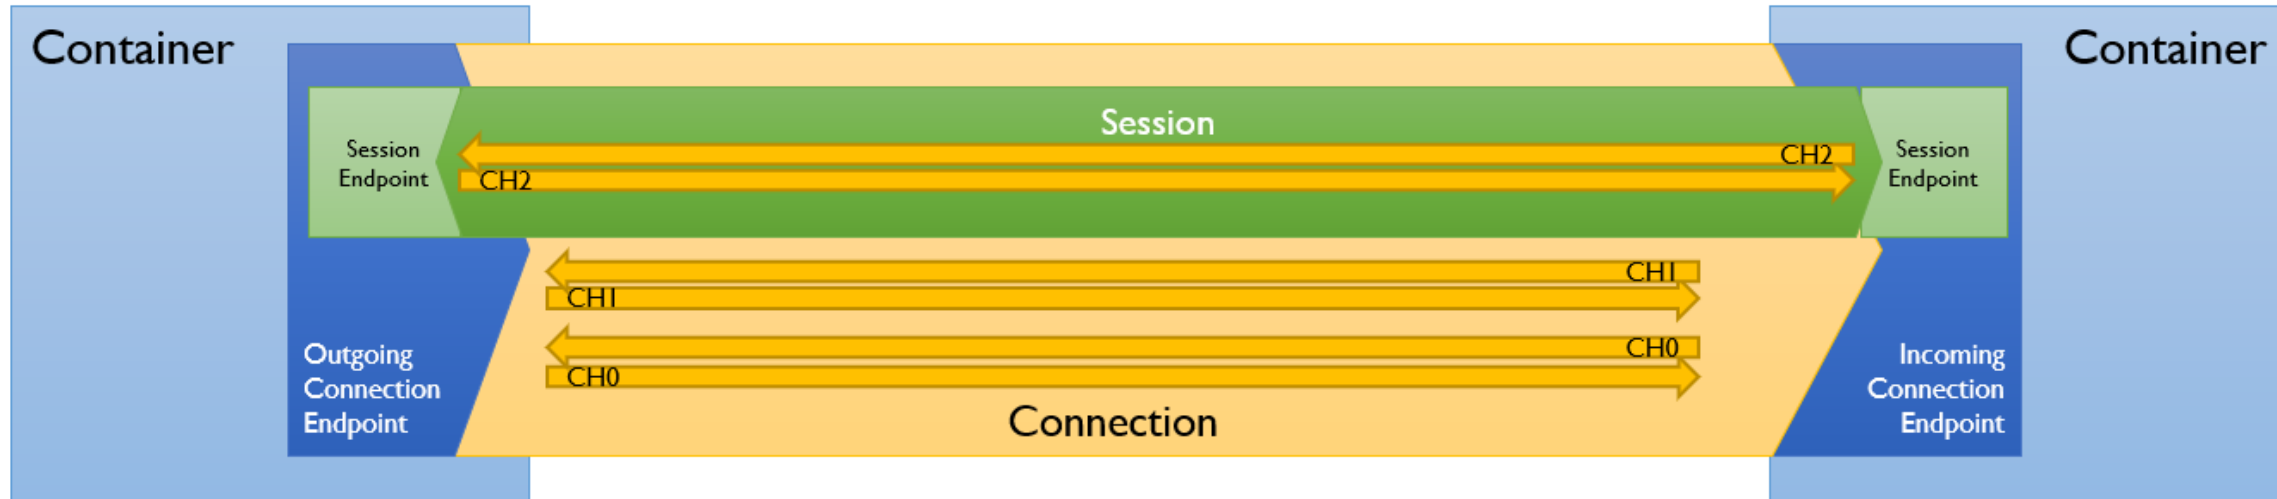 Container
Container
Session
Session
Endpoint
CH2
CH2
Session
Endpoint
CH1
CH1
CH0
CH0
Outgoing
Connection
Endpoint
Connection
Incoming
Connection
Endpoint